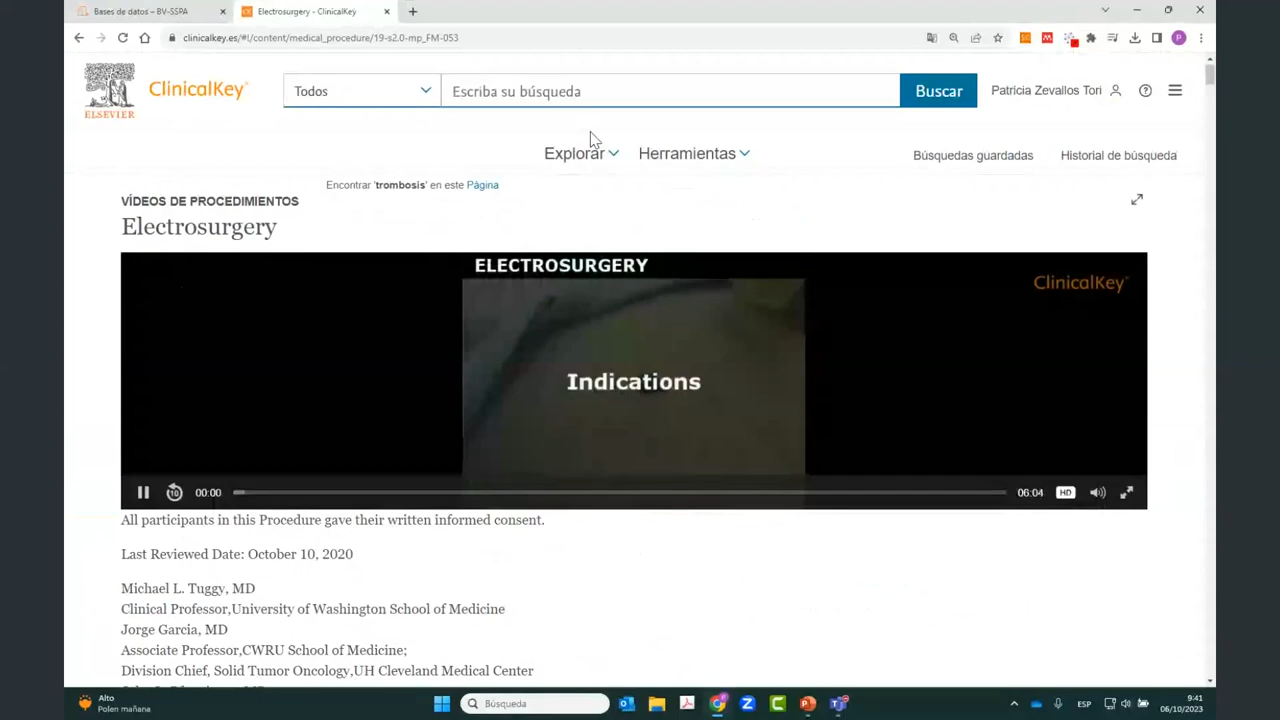 Bases de datos – BV-SSPA
Electrosurgery - ClinicalKey
clinicalkey.es/#!/content/medical_procedure/19-s2.0-mp_FM-053
ELSEVIER
ClinicalKey
Todos
Escriba su búsqueda
Buscar
Patricia Zevallos Tori
Explorar
Herramientas
Búsquedas guardadas
Historial de búsqueda
Encontrar 'trombosis' en este Página
VÍDEOS DE PROCEDIMIENTOS
Electrosurgery
ELECTROSURGERY
ClinicalKey
Indications
10
00:00
06:04
HD
All participants in this Procedure gave their written informed consent.
Last Reviewed Date: October 10, 2020
Michael L. Tuggy, MD
Clinical Professor,University of Washington School of Medicine
Jorge Garcia, MD
Associate Professor,CWRU School of Medicine;
Division Chief, Solid Tumor Oncology,UH Cleveland Medical Center
Alto
Polen mañana
Búsqueda
ESP
9:41
06/10/2023